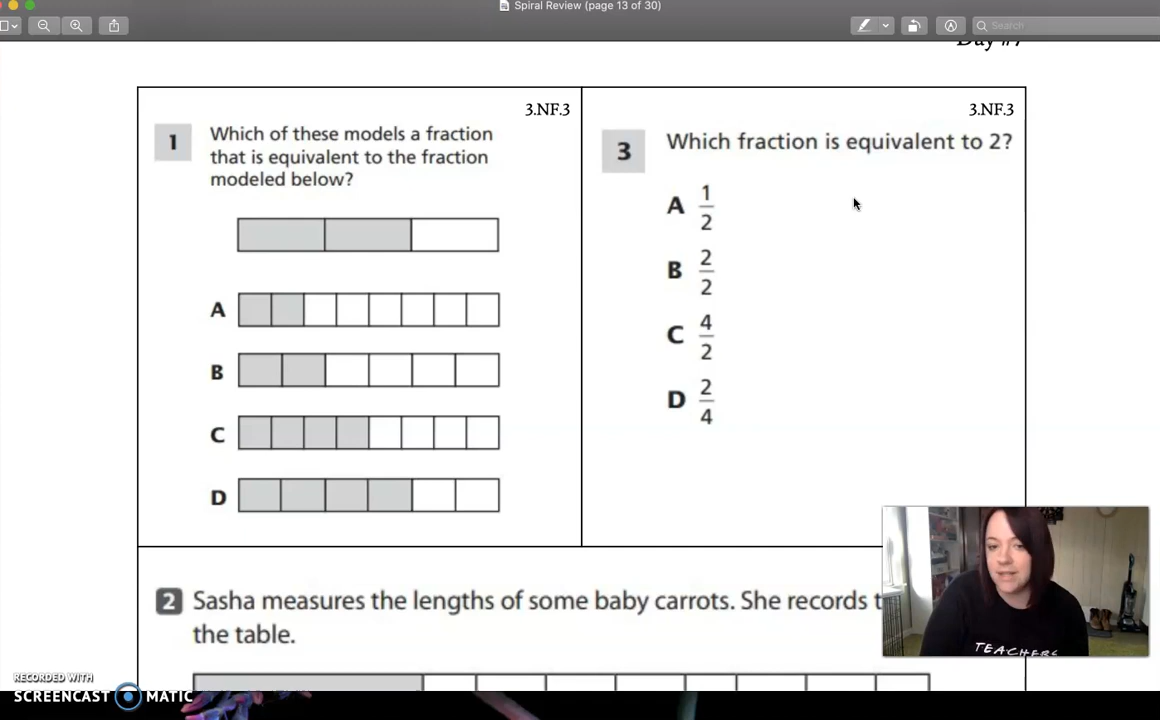 Spiral Review (page 13 of 30)
Search
Day #7
3.NF.3
1 Which of these models a fraction
that is equivalent to the fraction
modeled below?
A
B
C
D
3.NF.3
3 Which fraction is equivalent to 2?
A 1/2
B 2/2
C 4/2
D 2/4
2 Sasha measures the lengths of some baby carrots. She records t
the table.
TEACHERS
RECORDED WITH
SCREENCAST MATIC